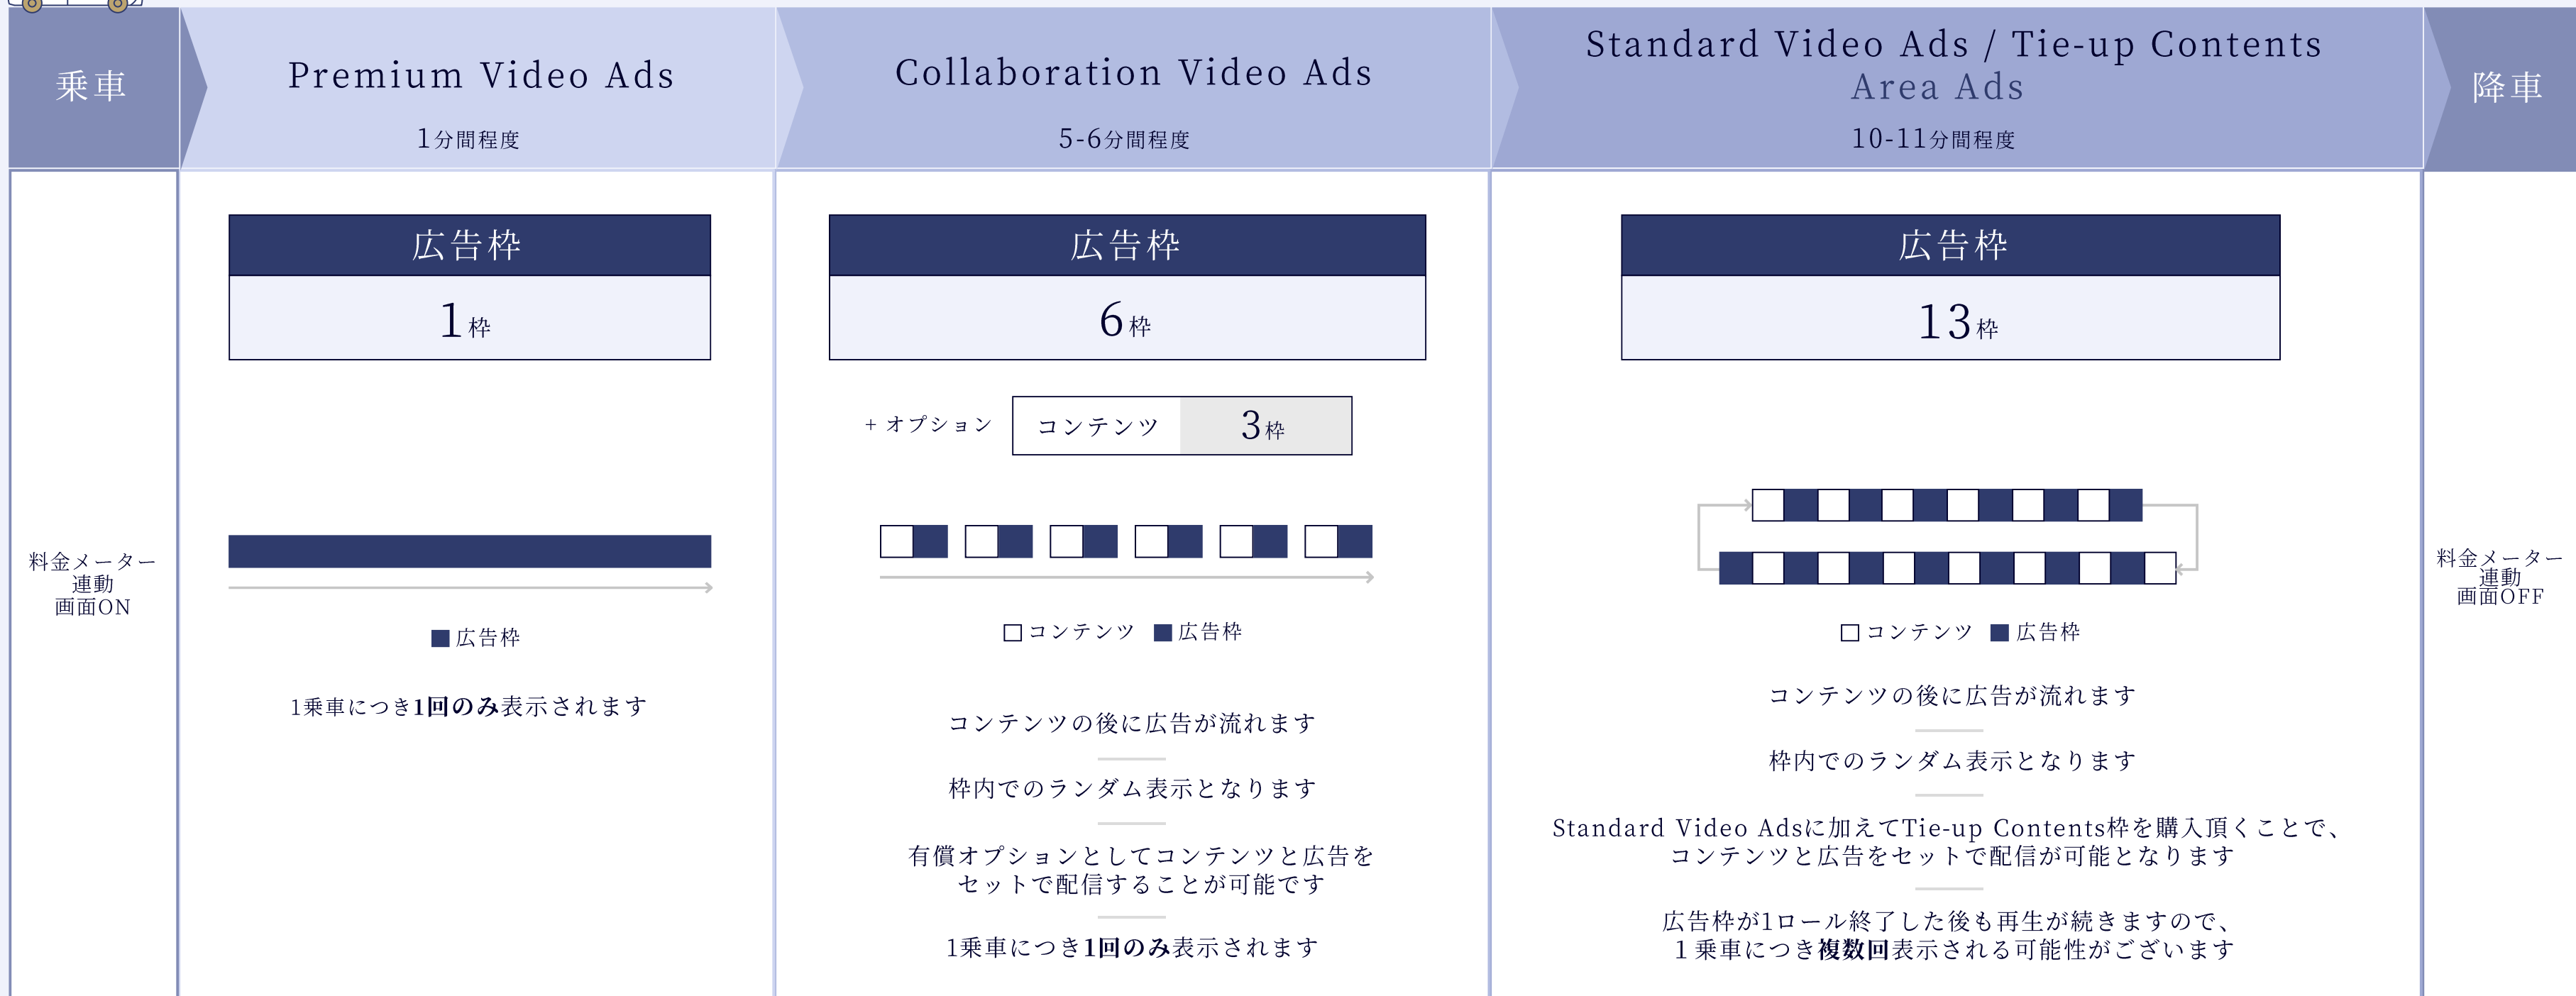 乗車
Premium Video Ads
1分間程度
Collaboration Video Ads
5-6分間程度
Standard Video Ads / Tie-up Contents
Area Ads
10-11分間程度
降車
料金メーター
連動
画面ON
広告枠
1枠
広告枠
1乗車につき1回のみ表示されます
広告枠
6枠
+ オプション
コンテンツ
3枠
コンテンツ
広告枠
コンテンツの後に広告が流れます
枠内でのランダム表示となります
有償オプションとしてコンテンツと広告を
セットで配信することが可能です
1乗車につき1回のみ表示されます
広告枠
13枠
コンテンツ
広告枠
コンテンツの後に広告が流れます
枠内でのランダム表示となります
Standard Video Adsに加えてTie-up Contents枠を購入頂くことで、
コンテンツと広告をセットで配信が可能となります
広告枠が1ロール終了した後も再生が続きますので、
1 乗車につき複数回表示される可能性がございます
料金メーター
連動
画面OFF